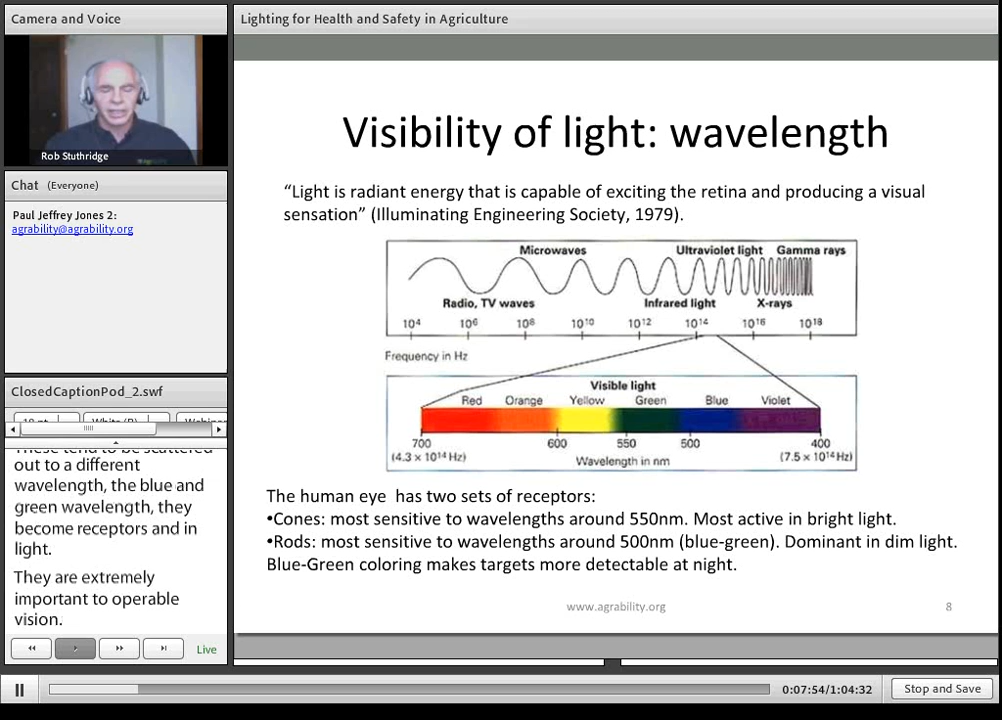 Camera and Voice
Rob Stuthridge
Chat (Everyone)
Paul Jeffrey Jones 2:
agrability@agrability.org
ClosedCaptionPod_2.swf
These tend to be scattered
out to a different
wavelength, the blue and
green wavelength, they
become receptors and in
light.
They are extremely
important to operable
vision.
Live
Lighting for Health and Safety in Agriculture
Visibility of light: wavelength
“Light is radiant energy that is capable of exciting the retina and producing a visual
sensation” (Illuminating Engineering Society, 1979).
Microwaves Ultraviolet light Gamma rays
Radio, TV waves Infrared light X-rays
10⁴ 10⁶ 10⁸ 10¹⁰ 10¹² 10¹⁴ 10¹⁶ 10¹⁸
Frequency in Hz
Visible light
Red Orange Yellow Green Blue Violet
700 600 550 500 400
(4.3 x 10¹⁴ Hz) Wavelength in nm (7.5 x 10¹⁴ Hz)
The human eye has two sets of receptors:
•Cones: most sensitive to wavelengths around 550nm. Most active in bright light.
•Rods: most sensitive to wavelengths around 500nm (blue-green). Dominant in dim light.
Blue-Green coloring makes targets more detectable at night.
www.agrability.org 8
0:07:54/1:04:32 Stop and Save